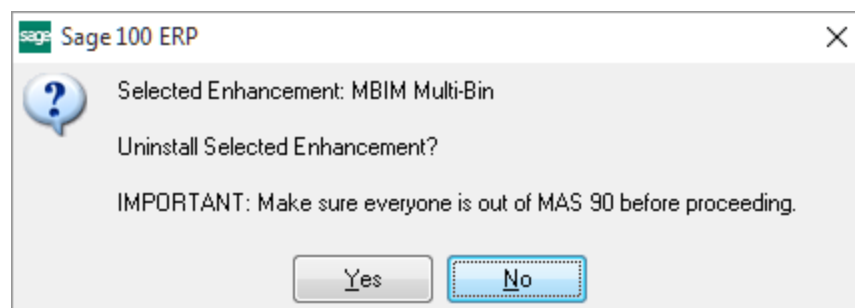 sage Sage 100 ERP
Selected Enhancement: MBIM Multi-Bin
Uninstall Selected Enhancement?
IMPORTANT: Make sure everyone is out of MAS 90 before proceeding.
Yes No